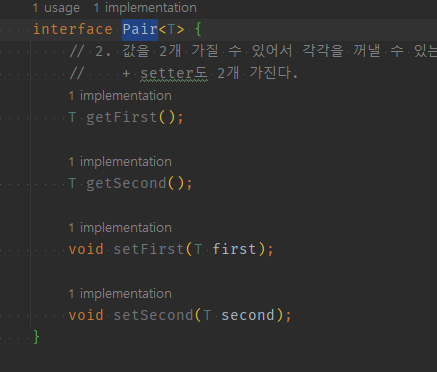 1 usage 1 implementation
interface Pair<T> {
// 2. 값을 2개 가질 수 있어서 각각을 꺼낼 수 있는
// + setter도 2개 가진다.
1 implementation
T getFirst();
1 implementation
T getSecond();
1 implementation
void setFirst(T first);
1 implementation
void setSecond(T second);
}